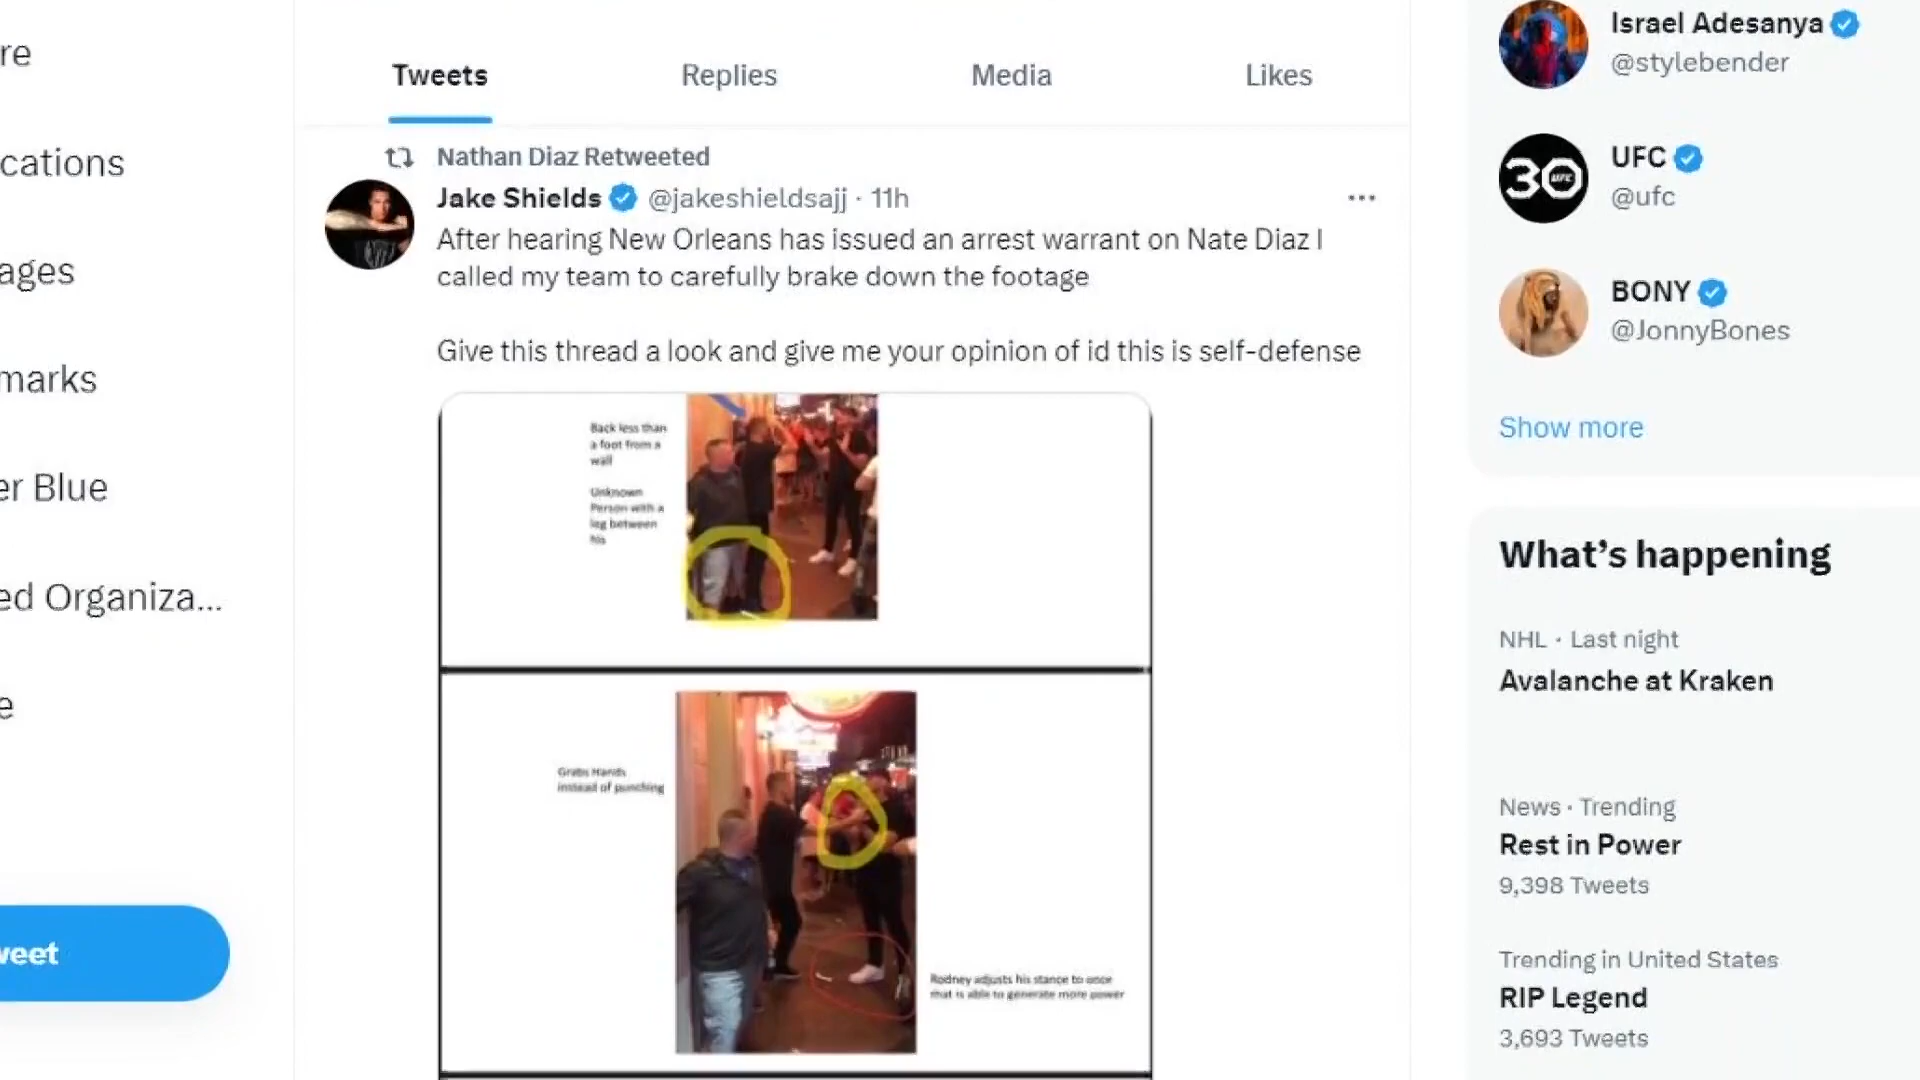 re
cations
ages
marks
er Blue
ed Organiza...
e
weet
Tweets
Replies
Media
Likes
Nathan Diaz Retweeted
Jake Shields @jakeshieldsajj · 11h
After hearing New Orleans has issued an arrest warrant on Nate Diaz I
called my team to carefully brake down the footage
Give this thread a look and give me your opinion of id this is self-defense
Back less than
a foot from a
wall
Unknown
Person with a
leg between
his
Grabs Hands
instead of punching
Rodney adjusts his stance to once
that is able to generate more power
Israel Adesanya
@stylebender
30 UFC
UFC
@ufc
BONY
@JonnyBones
Show more
What's happening
NHL · Last night
Avalanche at Kraken
News · Trending
Rest in Power
9,398 Tweets
Trending in United States
RIP Legend
3,693 Tweets